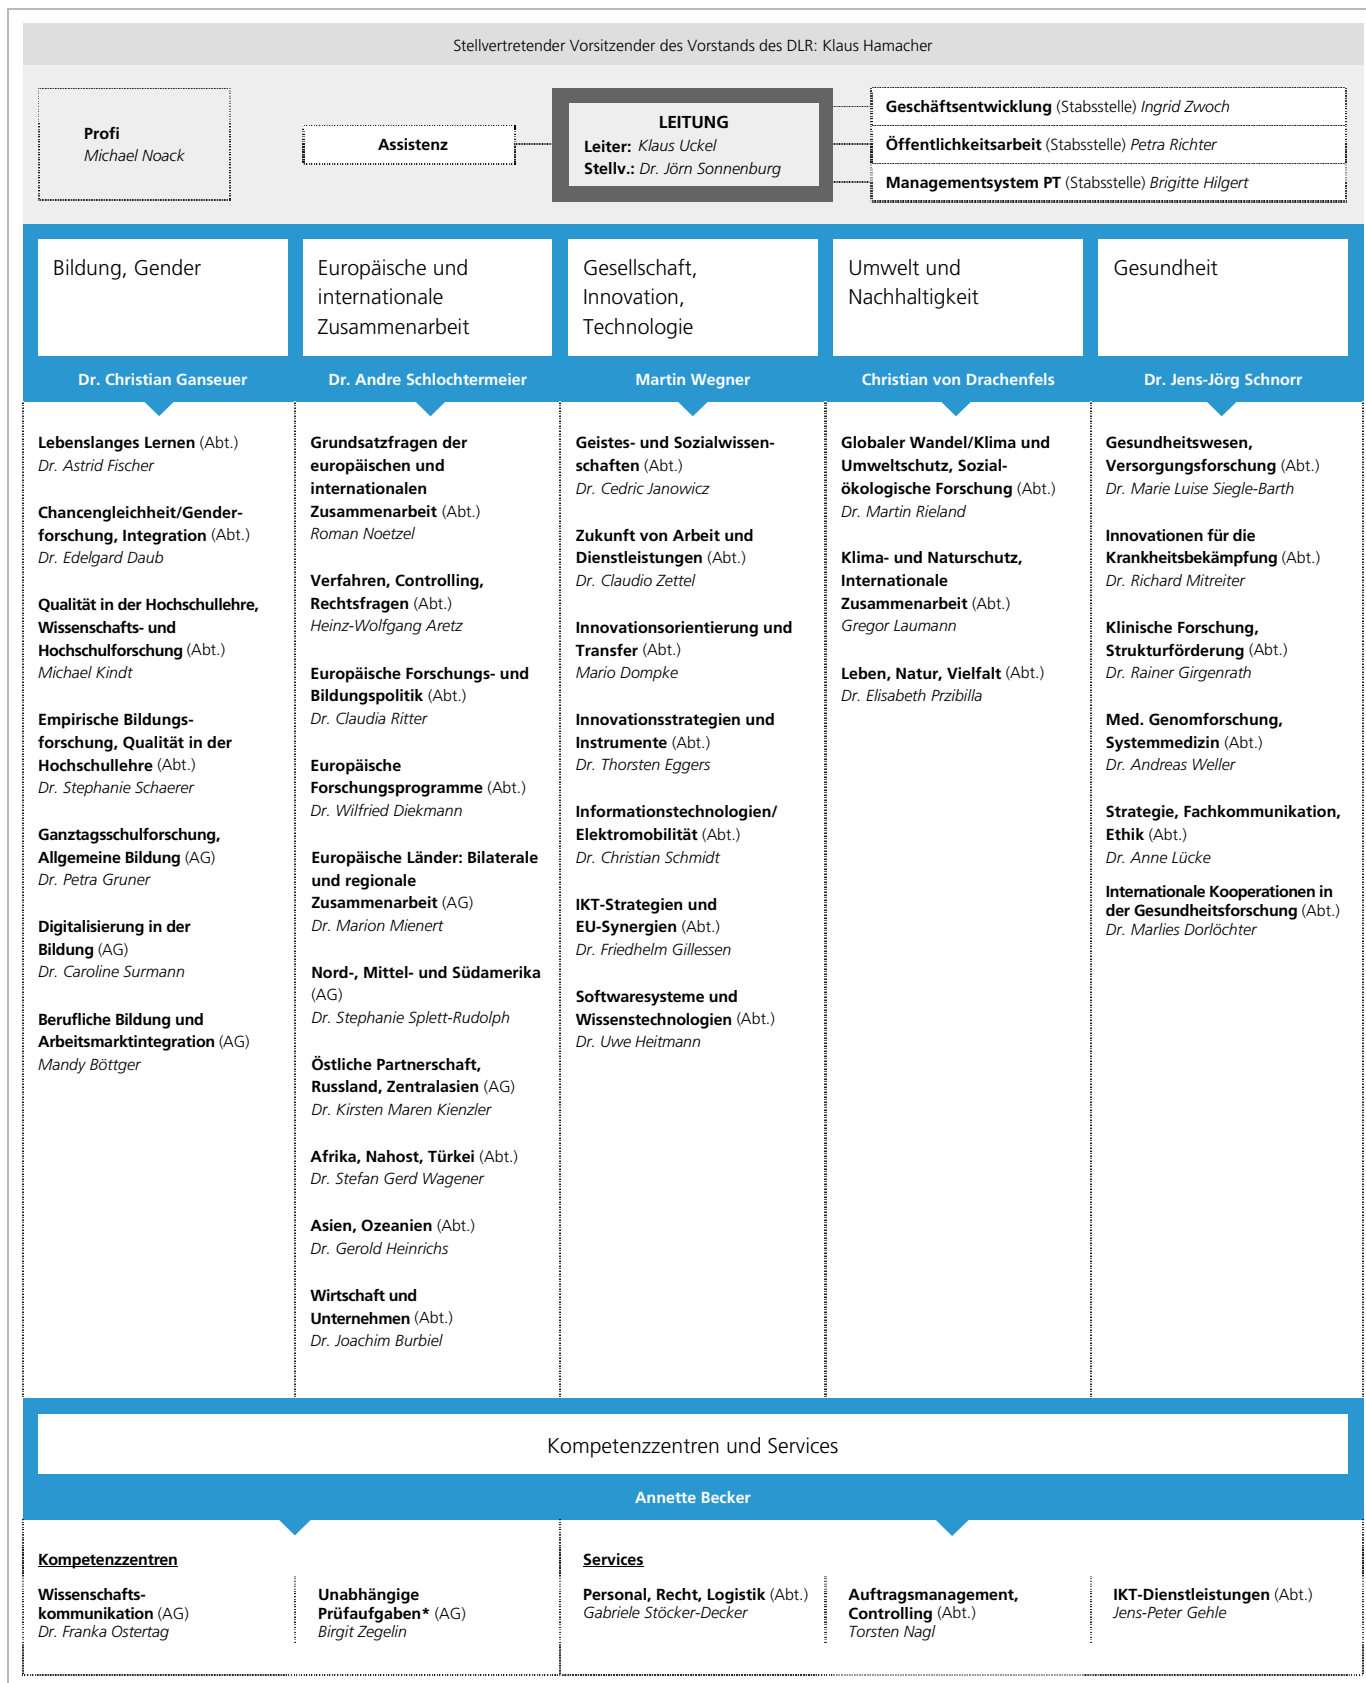 Stellvertretender Vorsitzender des Vorstands des DLR: Klaus Hamacher
Profi
Michael Noack
Assistenz
LEITUNG
Leiter: Klaus Uckel
Stellv.: Dr. Jörn Sonnenburg
Geschäftsentwicklung (Stabsstelle) Ingrid Zwoch
Öffentlichkeitsarbeit (Stabsstelle) Petra Richter
Managementsystem PT (Stabsstelle) Brigitte Hilgert
Bildung, Gender
Dr. Christian Ganseuer
Lebenslanges Lernen (Abt.)
Dr. Astrid Fischer
Chancengleichheit/Gender-
forschung, Integration (Abt.)
Dr. Edelgard Daub
Qualität in der Hochschullehre,
Wissenschafts- und
Hochschulforschung (Abt.)
Michael Kindt
Empirische Bildungs-
forschung, Qualität in der
Hochschullehre (Abt.)
Dr. Stephanie Schaerer
Ganztagsschulforschung,
Allgemeine Bildung (AG)
Dr. Petra Gruner
Digitalisierung in der
Bildung (AG)
Dr. Caroline Surmann
Berufliche Bildung und
Arbeitsmarktintegration (AG)
Mandy Böttger
Europäische und
internationale
Zusammenarbeit
Dr. Andre Schlochtermeier
Grundsatzfragen der
europäischen und
internationalen
Zusammenarbeit (Abt.)
Roman Noetzel
Verfahren, Controlling,
Rechtsfragen (Abt.)
Heinz-Wolfgang Aretz
Europäische Forschungs- und
Bildungspolitik (Abt.)
Dr. Claudia Ritter
Europäische
Forschungsprogramme (Abt.)
Dr. Wilfried Diekmann
Europäische Länder: Bilaterale
und regionale
Zusammenarbeit (AG)
Dr. Marion Mienert
Nord-, Mittel- und Südamerika
(AG)
Dr. Stephanie Splett-Rudolph
Östliche Partnerschaft,
Russland, Zentralasien (AG)
Dr. Kirsten Maren Kienzler
Afrika, Nahost, Türkei (Abt.)
Dr. Stefan Gerd Wagener
Asien, Ozeanien (Abt.)
Dr. Gerold Heinrichs
Wirtschaft und
Unternehmen (Abt.)
Dr. Joachim Burbiel
Gesellschaft,
Innovation,
Technologie
Martin Wegner
Geistes- und Sozialwissen-
schaften (Abt.)
Dr. Cedric Janowicz
Zukunft von Arbeit und
Dienstleistungen (Abt.)
Dr. Claudio Zettel
Innovationsorientierung und
Transfer (Abt.)
Mario Dompke
Innovationsstrategien und
Instrumente (Abt.)
Dr. Thorsten Eggers
Informationstechnologien/
Elektromobilität (Abt.)
Dr. Christian Schmidt
IKT-Strategien und
EU-Synergien (Abt.)
Dr. Friedhelm Gillessen
Softwaresysteme und
Wissenstechnologien (Abt.)
Dr. Uwe Heitmann
Umwelt und
Nachhaltigkeit
Christian von Drachenfels
Globaler Wandel/Klima und
Umweltschutz, Sozial-
ökologische Forschung (Abt.)
Dr. Martin Rieland
Klima- und Naturschutz,
Internationale
Zusammenarbeit (Abt.)
Gregor Laumann
Leben, Natur, Vielfalt (Abt.)
Dr. Elisabeth Przibilla
Gesundheit
Dr. Jens-Jörg Schnorr
Gesundheitswesen,
Versorgungsforschung (Abt.)
Dr. Marie Luise Siegle-Barth
Innovationen für die
Krankheitsbekämpfung (Abt.)
Dr. Richard Mitreiter
Klinische Forschung,
Strukturförderung (Abt.)
Dr. Rainer Girgenrath
Med. Genomforschung,
Systemmedizin (Abt.)
Dr. Andreas Weller
Strategie, Fachkommunikation,
Ethik (Abt.)
Dr. Anne Lücke
Internationale Kooperationen in
der Gesundheitsforschung (Abt.)
Dr. Marlies Dorlöchter
Kompetenzzentren und Services
Annette Becker
Kompetenzzentren
Wissenschafts-
kommunikation (AG)
Dr. Franka Ostertag
Unabhängige
Prüfaufgaben* (AG)
Birgit Zegelin
Services
Personal, Recht, Logistik (Abt.)
Gabriele Stöcker-Decker
Auftragsmanagement,
Controlling (Abt.)
Torsten Nagl
IKT-Dienstleistungen (Abt.)
Jens-Peter Gehle